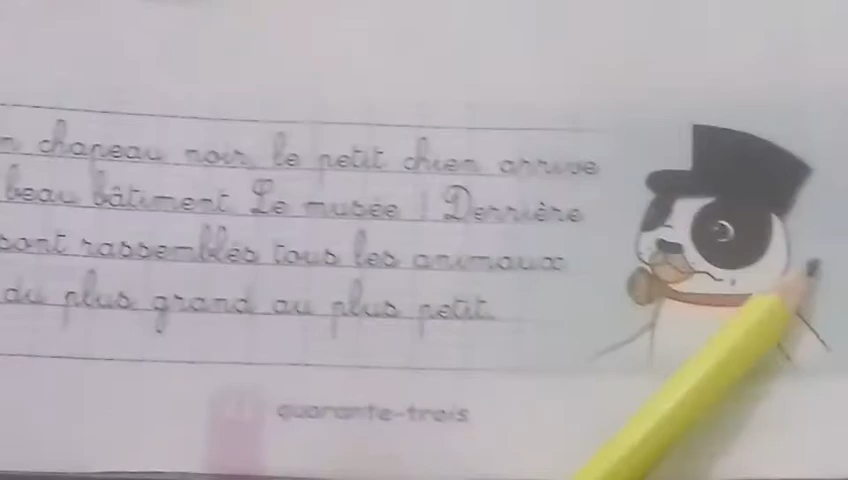 n chapeau noir, le petit chien arrive
beau bâtiment. Le musée ! Derrière
sont rassemblés tous les animaux
du plus grand au plus petit.
quarante-trois